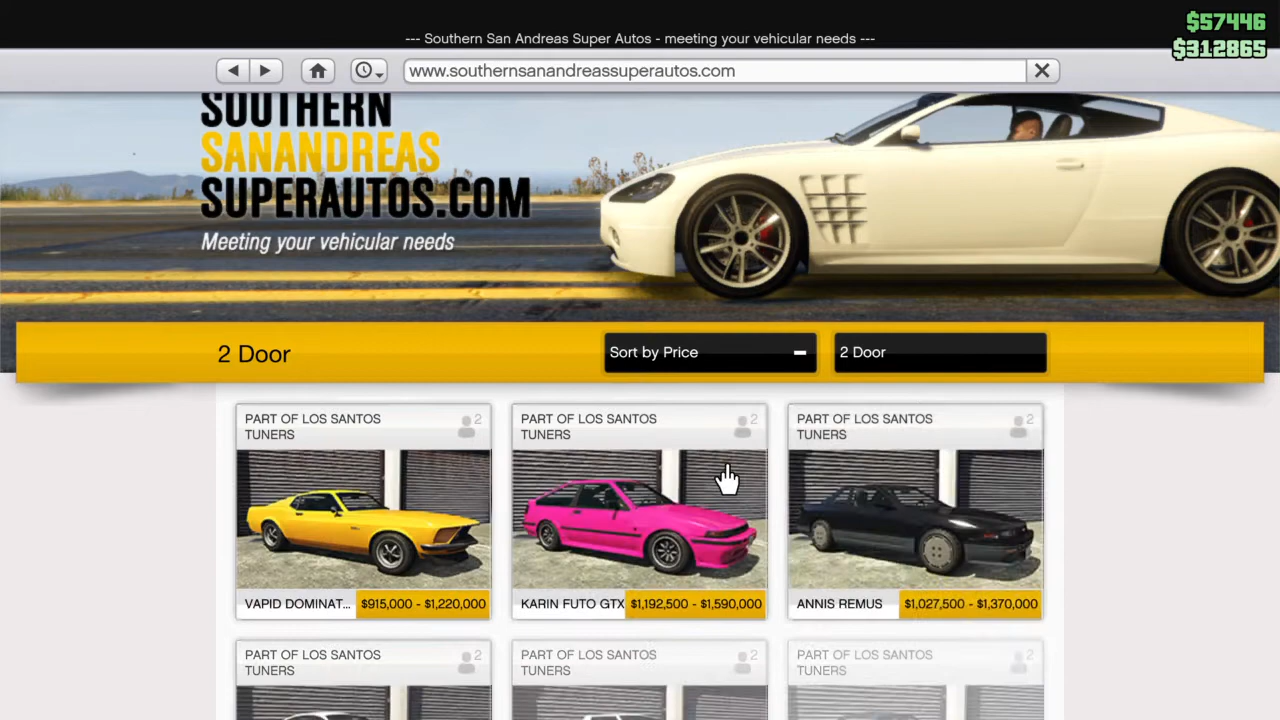 $57446
--- Southern San Andreas Super Autos - meeting your vehicular needs ---
$312865
www.southernsanandreassuperautos.com
SOUTHERN
SANANDREAS
SUPERAUTOS.COM
Meeting your vehicular needs
2 Door
Sort by Price
2 Door
PART OF LOS SANTOS
TUNERS
2
PART OF LOS SANTOS
TUNERS
2
PART OF LOS SANTOS
TUNERS
2
VAPID DOMINAT... $915,000 - $1,220,000
KARIN FUTO GTX $1,192,500 - $1,590,000
ANNIS REMUS $1,027,500 - $1,370,000
PART OF LOS SANTOS
TUNERS
2
PART OF LOS SANTOS
TUNERS
2
PART OF LOS SANTOS
TUNERS
2